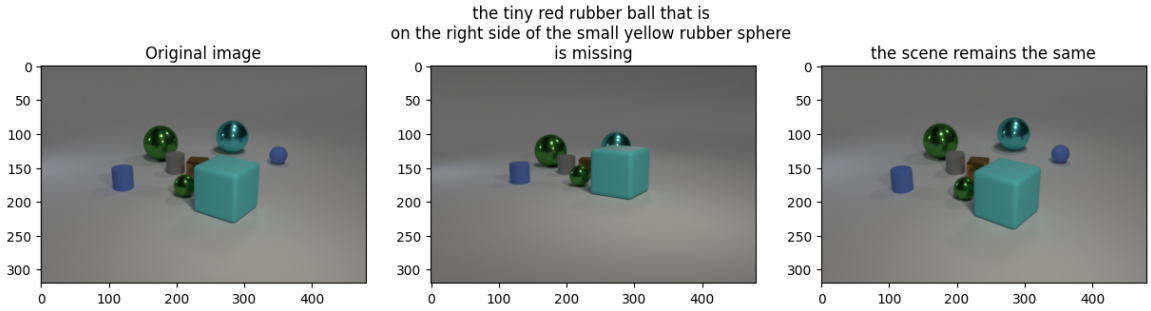 Original image
the tiny red rubber ball that is
on the right side of the small yellow rubber sphere
is missing
the scene remains the same
0
50
100
150
200
250
300
0 100 200 300 400
0
50
100
150
200
250
300
0 100 200 300 400
0
50
100
150
200
250
300
0 100 200 300 400